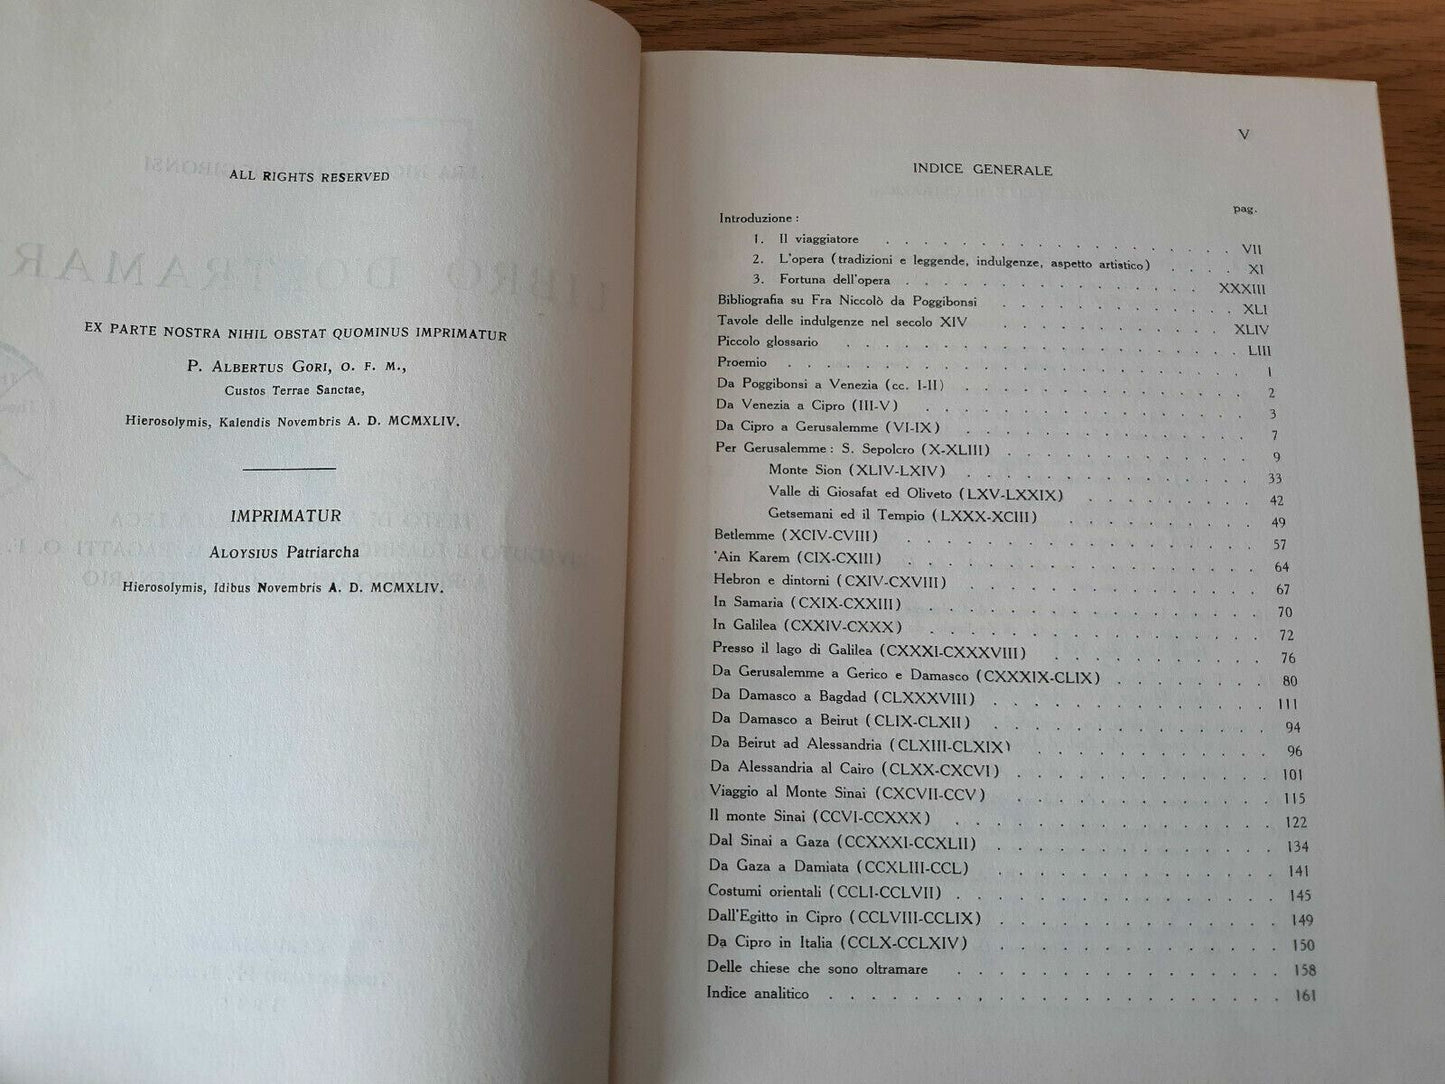 ALL RIGHTS RESERVED
EX PARTE NOSTRA NIHIL OBSTAT QUOMINUS IMPRIMATUR
P. ALBERTUS GORI, O. F. M.,
Custos Terrae Sanctae,
Hierosolymis, Kalendis Novembris A. D. MCMXLIV.
IMPRIMATUR
ALOYSIUS Patriarcha
Hierosolymis, Idibus Novembris A. D. MCMXLIV.
V
INDICE GENERALE
pag.
Introduzione :
1. Il viaggiatore . . . . . . . . . . . . . . . . . VII
2. L'opera (tradizioni e leggende, indulgenze, aspetto artistico) . . . . XI
3. Fortuna dell'opera . . . . . . . . . . . . . . . XXXIII
Bibliografia su Fra Niccolò da Poggibonsi . . . . . . . . . . . . XLI
Tavole delle indulgenze nel secolo XIV . . . . . . . . . . . . XLIV
Piccolo glossario . . . . . . . . . . . . . . . . . . . LIII
Proemio . . . . . . . . . . . . . . . . . . . . . . 1
Da Poggibonsi a Venezia (cc. I-II) . . . . . . . . . . . . . . 2
Da Venezia a Cipro (III-V) . . . . . . . . . . . . . . . . 3
Da Cipro a Gerusalemme (VI-IX) . . . . . . . . . . . . . . 7
Per Gerusalemme : S. Sepolcro (X-XLIII) . . . . . . . . . . . . 9
Monte Sion (XLIV-LXIV) . . . . . . . . . . . . . . 33
Valle di Giosafat ed Oliveto (LXV-LXXIX) . . . . . . . . . 42
Getsemani ed il Tempio (LXXX-XCIII) . . . . . . . . . . 49
Betlemme (XCIV-CVIII) . . . . . . . . . . . . . . . . . 57
'Ain Karem (CIX-CXIII) . . . . . . . . . . . . . . . . . 64
Hebron e dintorni (CXIV-CXVIII) . . . . . . . . . . . . . . 67
In Samaria (CXIX-CXXIII) . . . . . . . . . . . . . . . . 70
In Galilea (CXXIV-CXXX) . . . . . . . . . . . . . . . . 72
Presso il lago di Galilea (CXXXI-CXXXVIII) . . . . . . . . . . 76
Da Gerusalemme a Gerico e Damasco (CXXXIX-CLIX) . . . . . . . 80
Da Damasco a Bagdad (CLXXXVIII) . . . . . . . . . . . . . 111
Da Damasco a Beirut (CLIX-CLXII) . . . . . . . . . . . . . 94
Da Beirut ad Alessandria (CLXIII-CLXIX) . . . . . . . . . . . 96
Da Alessandria al Cairo (CLXX-CXCVI) . . . . . . . . . . . . 101
Viaggio al Monte Sinai (CXCVII-CCV) . . . . . . . . . . . . 115
Il monte Sinai (CCVI-CCXXX) . . . . . . . . . . . . . . . 122
Dal Sinai a Gaza (CCXXXI-CCXLII) . . . . . . . . . . . . . 134
Da Gaza a Damiata (CCXLIII-CCL) . . . . . . . . . . . . . 141
Costumi orientali (CCLI-CCLVII) . . . . . . . . . . . . . . . 145
Dall'Egitto in Cipro (CCLVIII-CCLIX) . . . . . . . . . . . . . 149
Da Cipro in Italia (CCLX-CCLXIV) . . . . . . . . . . . . . . 150
Delle chiese che sono oltramare . . . . . . . . . . . . . . . 158
Indice analitico . . . . . . . . . . . . . . . . . . . . . 161